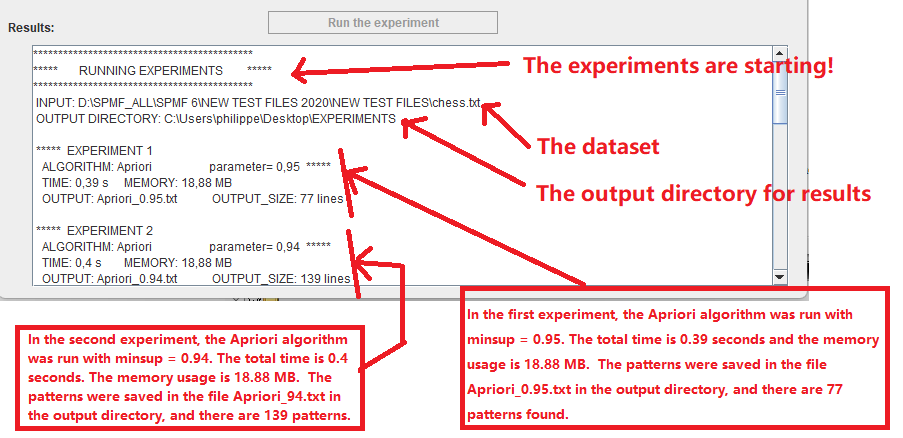 Run the experiment
Results:
******************************************
***** RUNNING EXPERIMENTS *****
******************************************
The experiments are starting!
INPUT: D:\SPMF_ALL\SPMF 6\NEW TEST FILES 2020\NEW TEST FILES\chess.txt
OUTPUT DIRECTORY: C:\Users\philippe\Desktop\EXPERIMENTS
The dataset
The output directory for results
***** EXPERIMENT 1
ALGORITHM: Apriori parameter= 0,95 *****
TIME: 0,39 s MEMORY: 18,88 MB
OUTPUT: Apriori_0.95.txt OUTPUT_SIZE: 77 lines
***** EXPERIMENT 2
ALGORITHM: Apriori parameter= 0,94 *****
TIME: 0,4 s MEMORY: 18,88 MB
OUTPUT: Apriori_0.94.txt OUTPUT_SIZE: 139 lines
In the second experiment, the Apriori algorithm
was run with minsup = 0.94. The total time is 0.4
seconds. The memory usage is 18.88 MB. The
patterns were saved in the file Apriori_94.txt in
the output directory, and there are 139 patterns.
In the first experiment, the Apriori algorithm was run with
minsup = 0.95. The total time is 0.39 seconds and the memory
usage is 18.88 MB. The patterns were saved in the file
Apriori_0.95.txt in the output directory, and there are 77
patterns found.